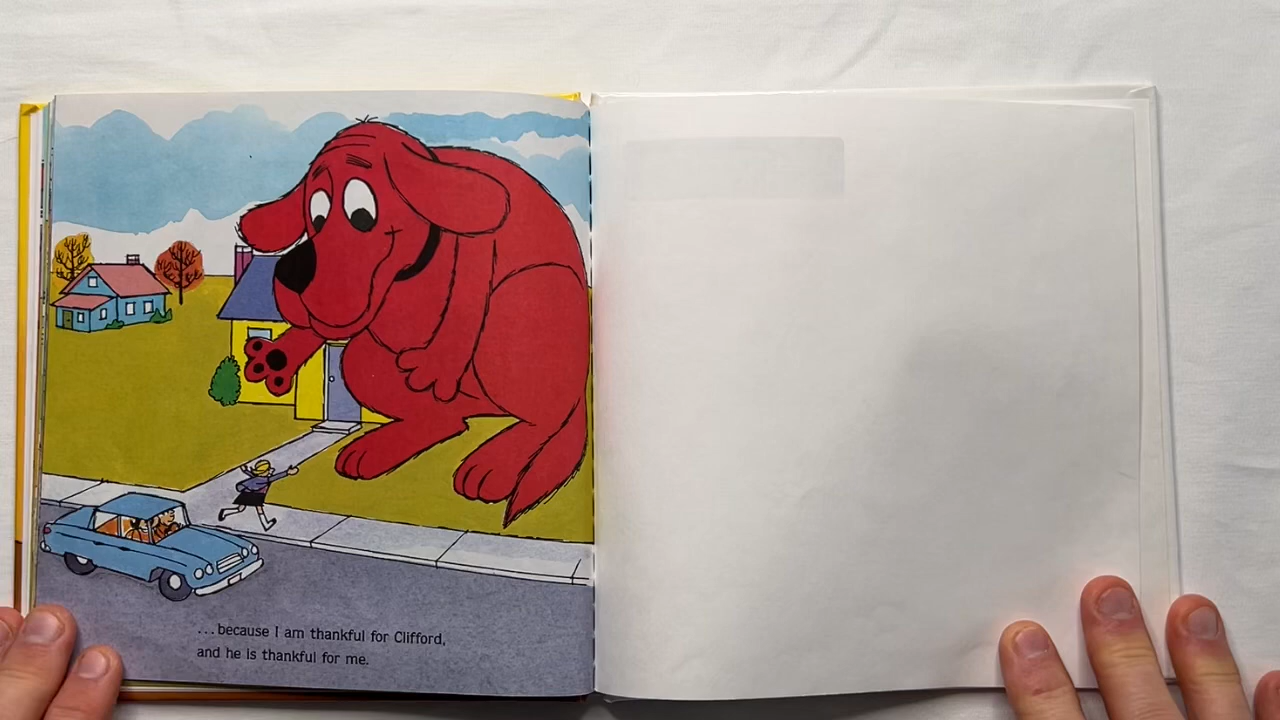 ...because I am thankful for Clifford,
and he is thankful for me.